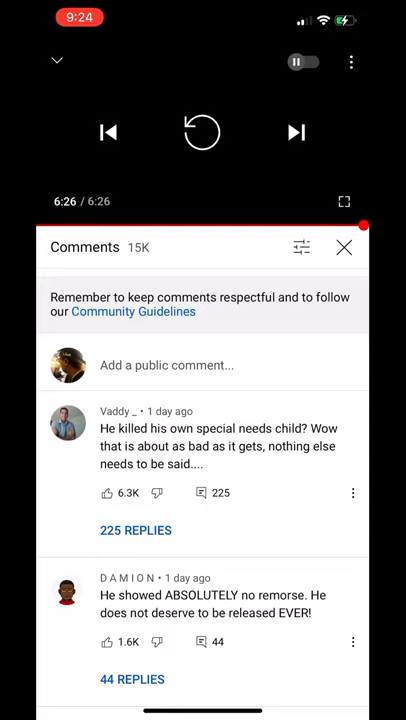 9:24
6:26 / 6:26
Comments 15K
Remember to keep comments respectful and to follow
our Community Guidelines
Add a public comment...
Vaddy _ • 1 day ago
He killed his own special needs child? Wow
that is about as bad as it gets, nothing else
needs to be said....
6.3K 225
225 REPLIES
D A M I O N • 1 day ago
He showed ABSOLUTELY no remorse. He
does not deserve to be released EVER!
1.6K 44
44 REPLIES